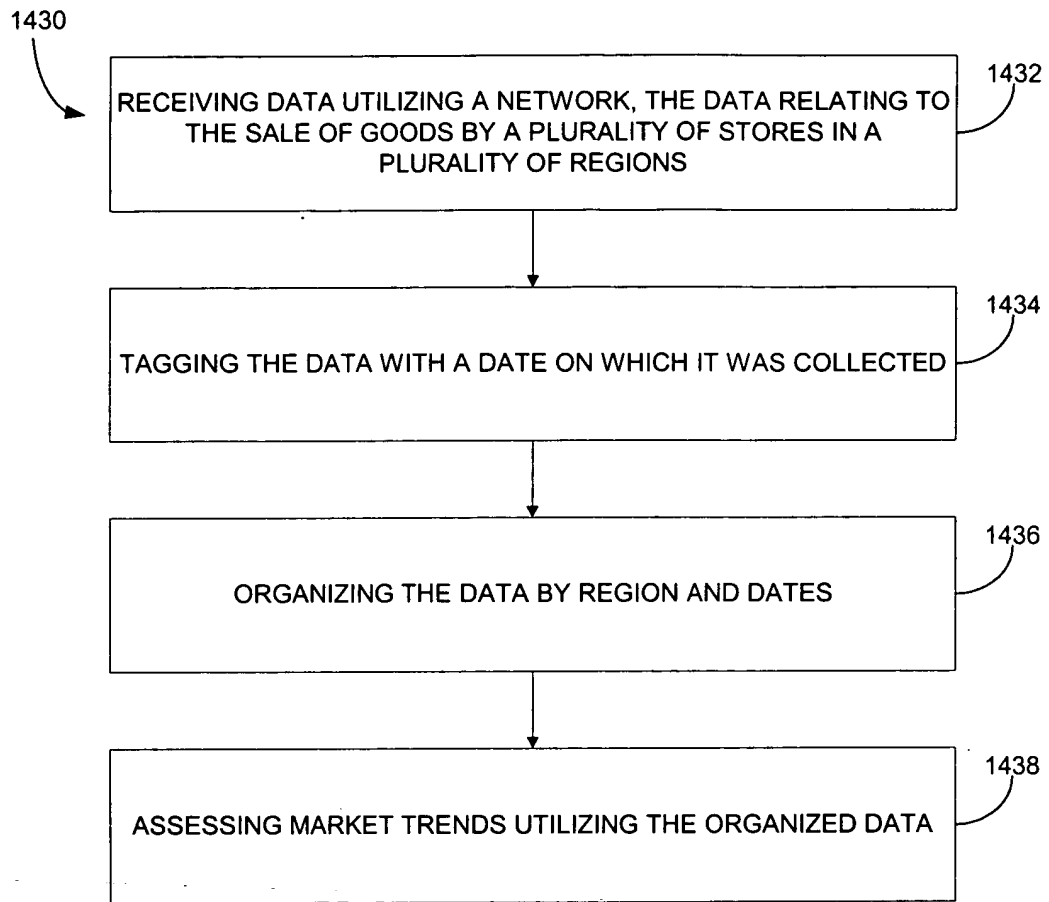 1430
1432
RECEIVING DATA UTILIZING A NETWORK, THE DATA RELATING TO
THE SALE OF GOODS BY A PLURALITY OF STORES IN A
PLURALITY OF REGIONS
1434
TAGGING THE DATA WITH A DATE ON WHICH IT WAS COLLECTED
1436
ORGANIZING THE DATA BY REGION AND DATES
1438
ASSESSING MARKET TRENDS UTILIZING THE ORGANIZED DATA